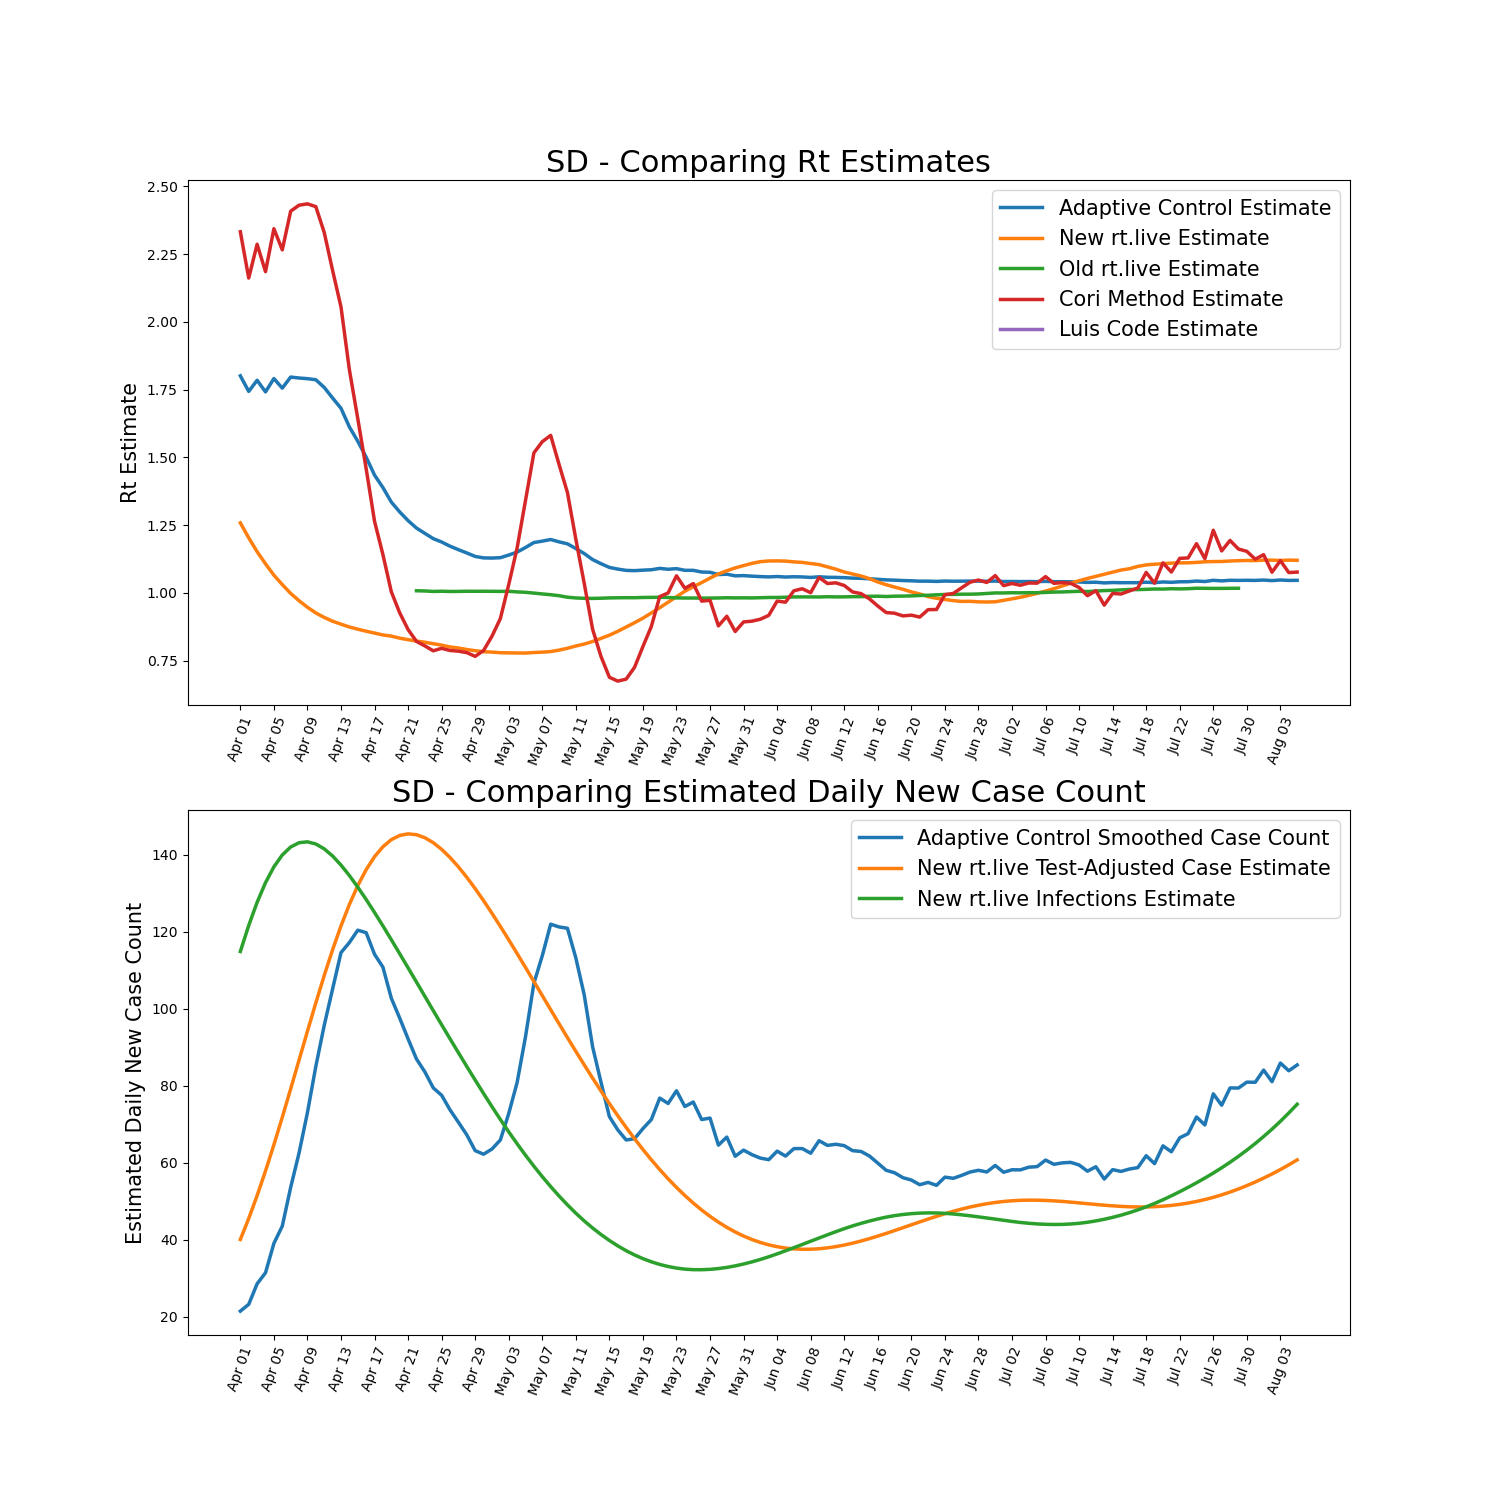 SD - Comparing Rt Estimates
Rt Estimate
2.50
2.25
2.00
1.75
1.50
1.25
1.00
0.75
Adaptive Control Estimate
New rt.live Estimate
Old rt.live Estimate
Cori Method Estimate
Luis Code Estimate
Apr 01
Apr 05
Apr 09
Apr 13
Apr 17
Apr 21
Apr 25
Apr 29
May 03
May 07
May 11
May 15
May 19
May 23
May 27
May 31
Jun 04
Jun 08
Jun 12
Jun 16
Jun 20
Jun 24
Jun 28
Jul 02
Jul 06
Jul 10
Jul 14
Jul 18
Jul 22
Jul 26
Jul 30
Aug 03
SD - Comparing Estimated Daily New Case Count
Estimated Daily New Case Count
140
120
100
80
60
40
20
Adaptive Control Smoothed Case Count
New rt.live Test-Adjusted Case Estimate
New rt.live Infections Estimate
Apr 01
Apr 05
Apr 09
Apr 13
Apr 17
Apr 21
Apr 25
Apr 29
May 03
May 07
May 11
May 15
May 19
May 23
May 27
May 31
Jun 04
Jun 08
Jun 12
Jun 16
Jun 20
Jun 24
Jun 28
Jul 02
Jul 06
Jul 10
Jul 14
Jul 18
Jul 22
Jul 26
Jul 30
Aug 03